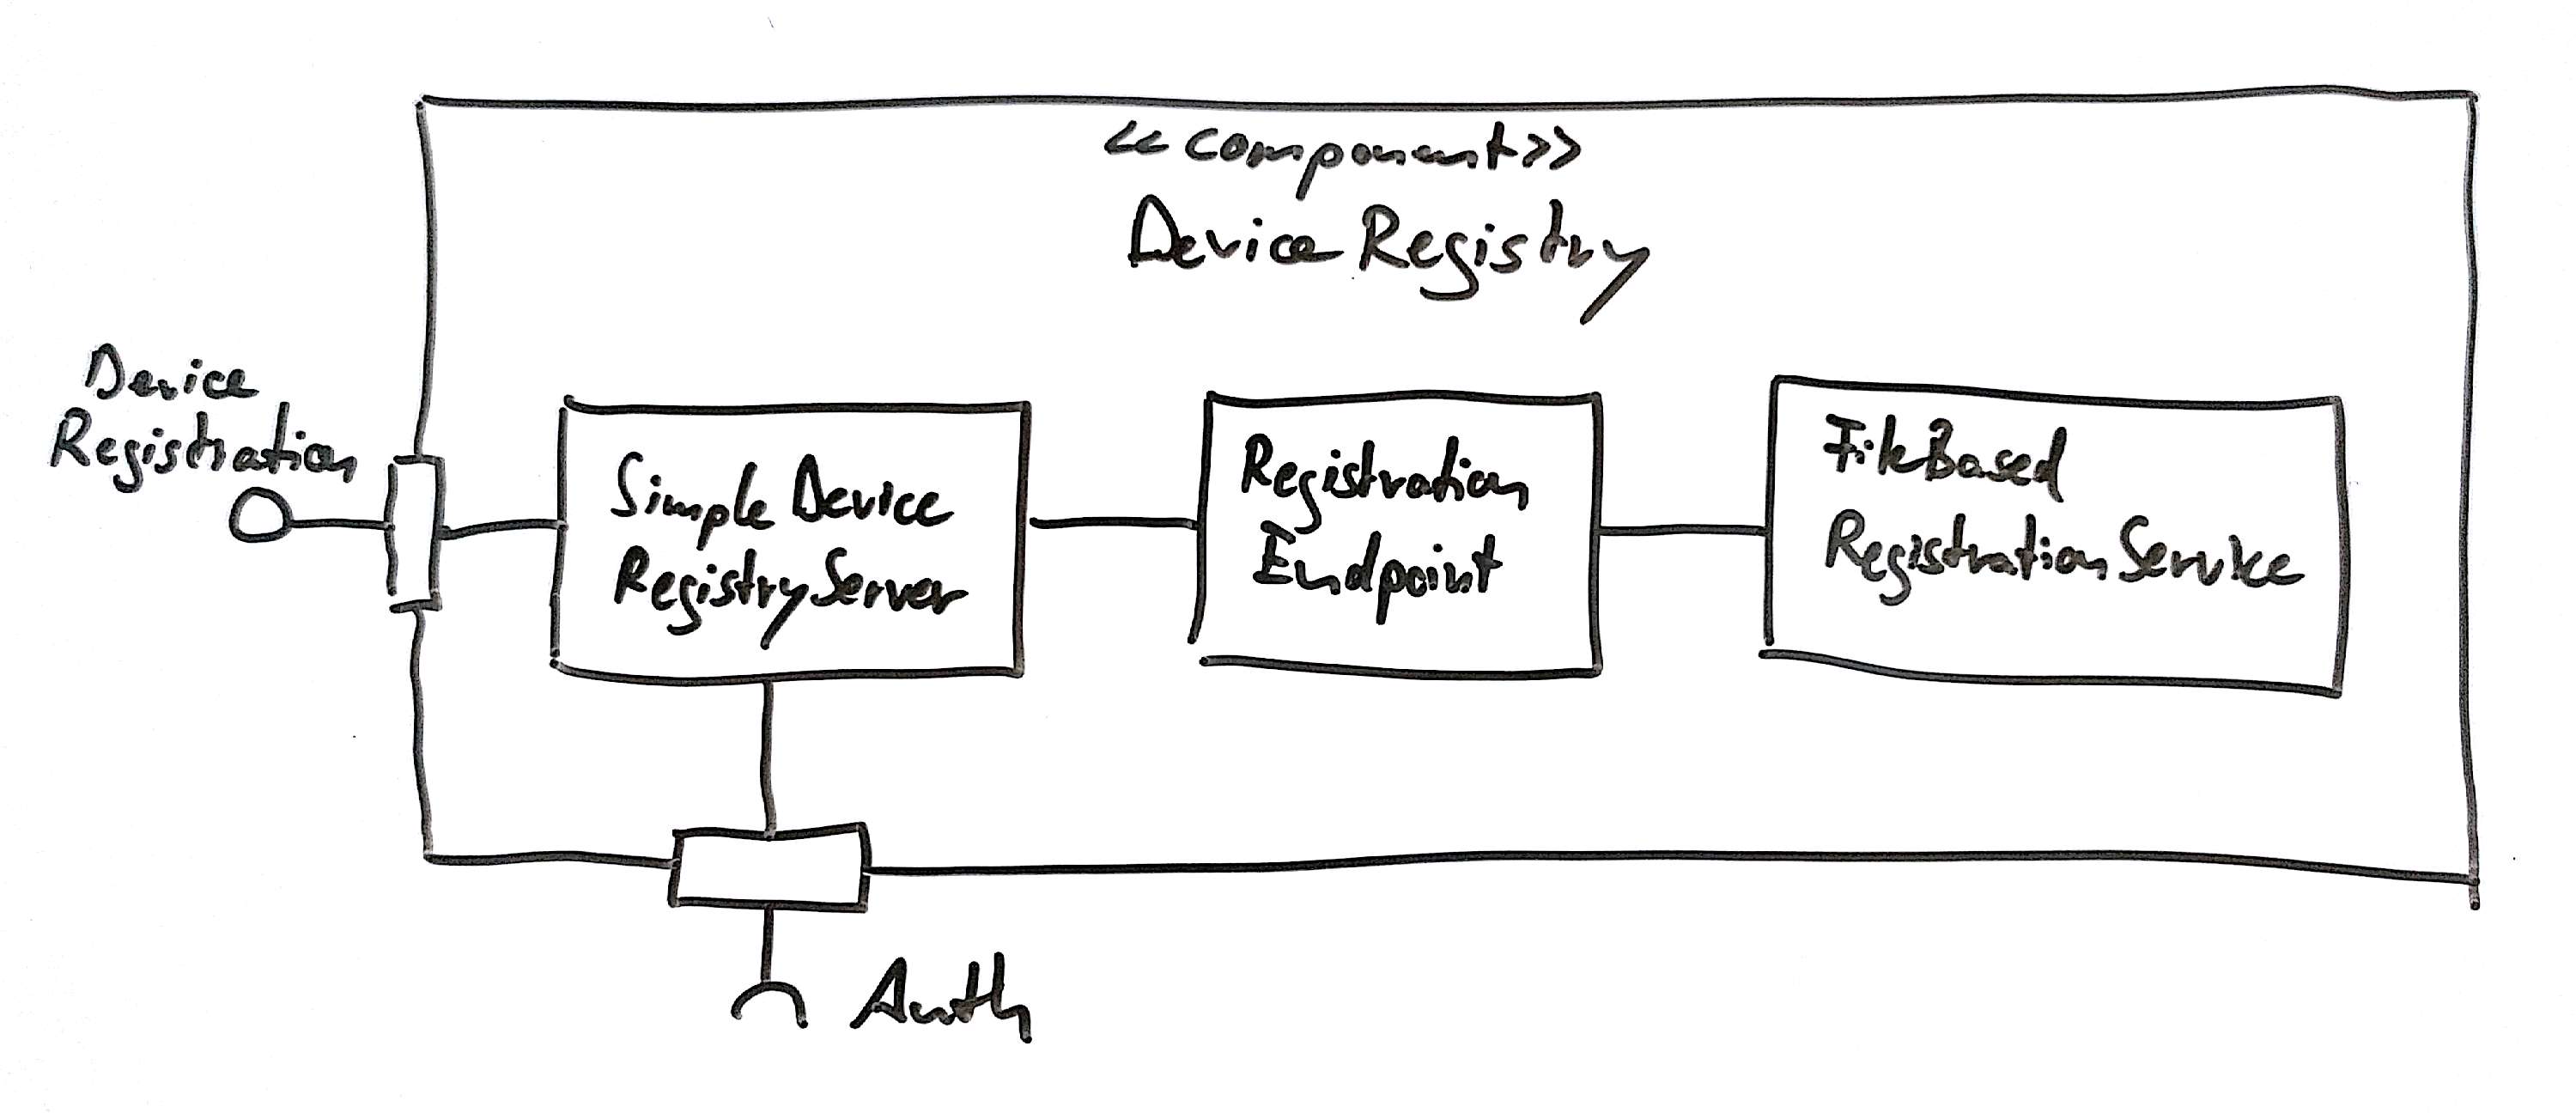 <<component>>
Device Registry
Device
Registration
Simple Device
Registry Server
Registration
Endpoint
FileBased
Registration Service
Auth